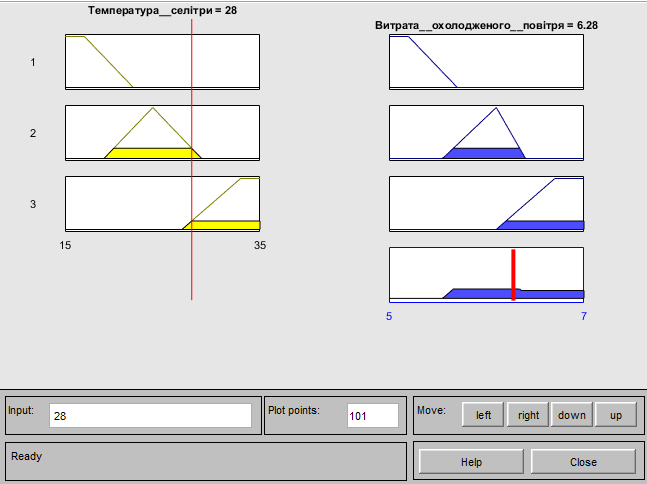 Температура__селітри = 28
Витрата__охолодженого__повітря = 6.28
1
2
3
15 35
5 7
Input: 28 Plot points: 101 Move: left right down up
Ready Help Close